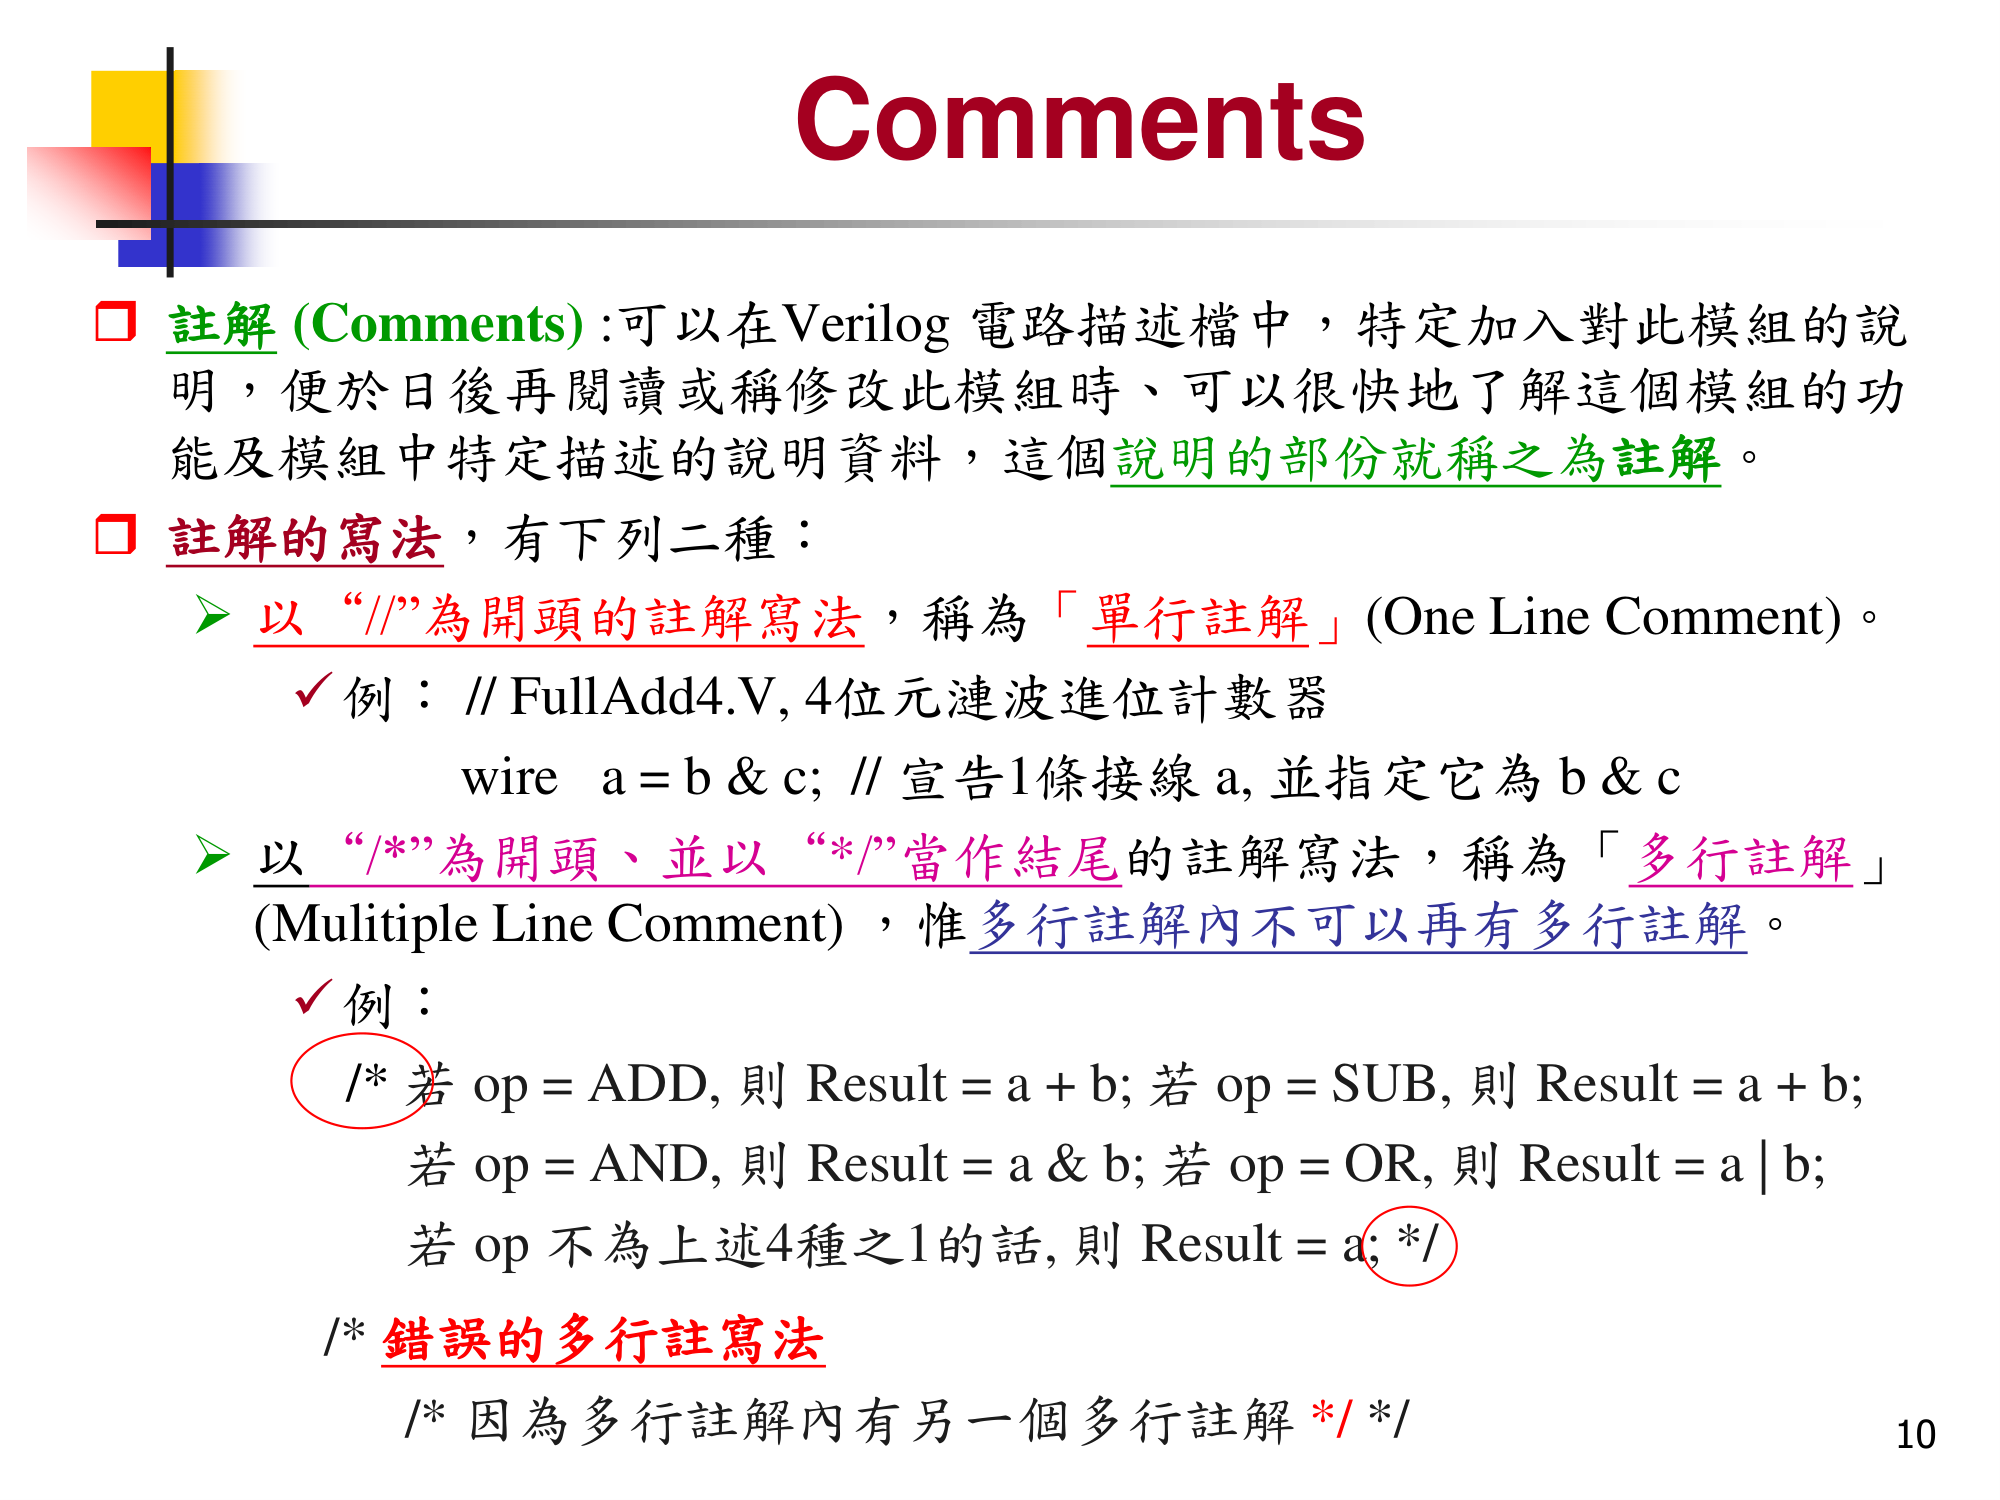 Comments
註解 (Comments) :可以在Verilog 電路描述檔中，特定加入對此模組的說
明，便於日後再閱讀或稱修改此模組時、可以很快地了解這個模組的功
能及模組中特定描述的說明資料，這個說明的部份就稱之為註解。
註解的寫法，有下列二種：
以 “//”為開頭的註解寫法，稱為「單行註解」(One Line Comment)。
例： // FullAdd4.V, 4位元漣波進位計數器
wire a = b & c; // 宣告1條接線 a, 並指定它為 b & c
以 “/*”為開頭、並以 “*/”當作結尾的註解寫法，稱為「多行註解」
(Mulitiple Line Comment) ，惟多行註解內不可以再有多行註解。
例：
/* 若 op = ADD, 則 Result = a + b; 若 op = SUB, 則 Result = a + b;
若 op = AND, 則 Result = a & b; 若 op = OR, 則 Result = a | b;
若 op 不為上述4種之1的話, 則 Result = a; */
/* 錯誤的多行註寫法
/* 因為多行註解內有另一個多行註解 */ */
10